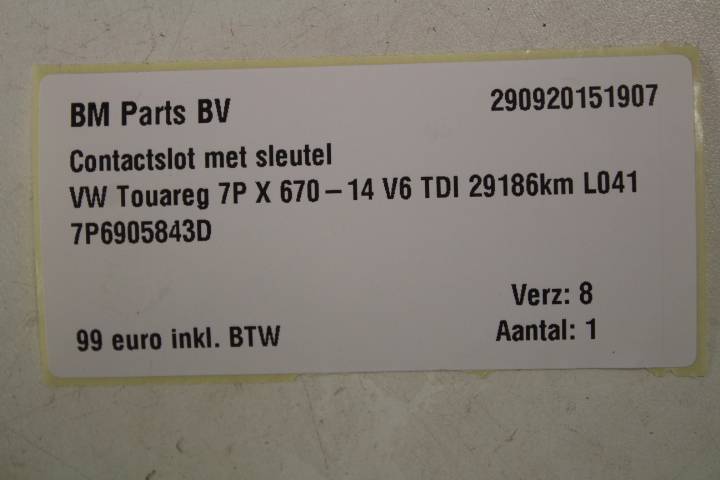 BM Parts BV 290920151907
Contactslot met sleutel
VW Touareg 7P X 670-14 V6 TDI 29186km L041
7P6905843D
Verz: 8
99 euro inkl. BTW Aantal: 1